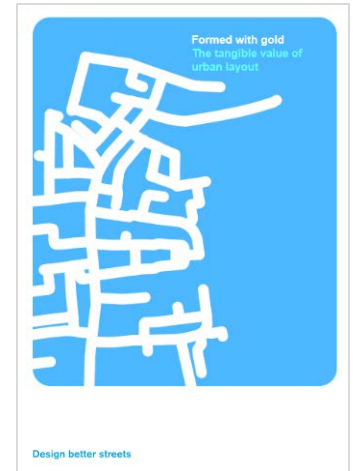 Formed with gold
The tangible value of
urban layout
Design better streets